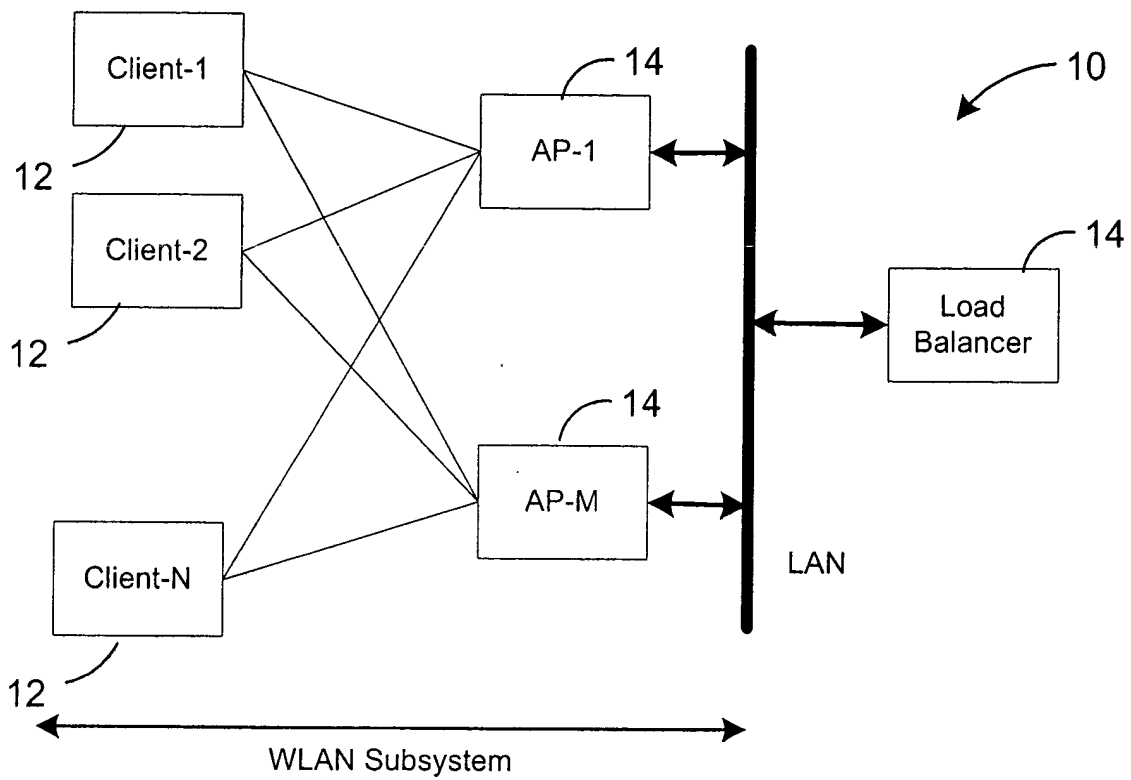 Client-1
14
10
AP-1
12
Client-2
14
Load
Balancer
12
14
AP-M
LAN
Client-N
12
WLAN Subsystem